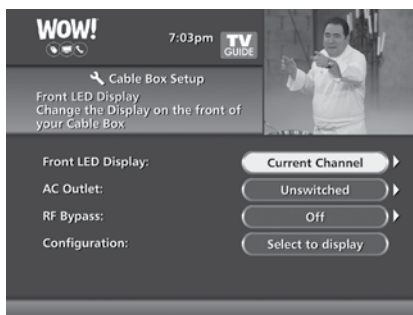 WOW!
7:03pm
TV
GUIDE
Cable Box Setup
Front LED Display
Change the Display on the front of
your Cable Box
Front LED Display: Current Channel
AC Outlet: Unswitched
RF Bypass: Off
Configuration: Select to display